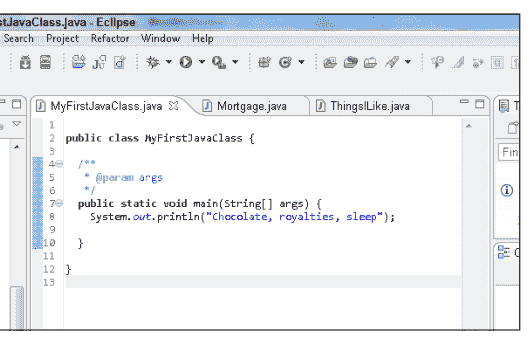 stJavaClass.java - Eclipse
Search Project Refactor Window Help
MyFirstJavaClass.java Mortgage.java ThingsILike.java T
Fin
1
2 public class MyFirstJavaClass {
3
4 /**
5 * @param args
6 */
7 public static void main(String[] args) {
8 System.out.println("Chocolate, royalties, sleep");
9
10 }
11
12 }
13